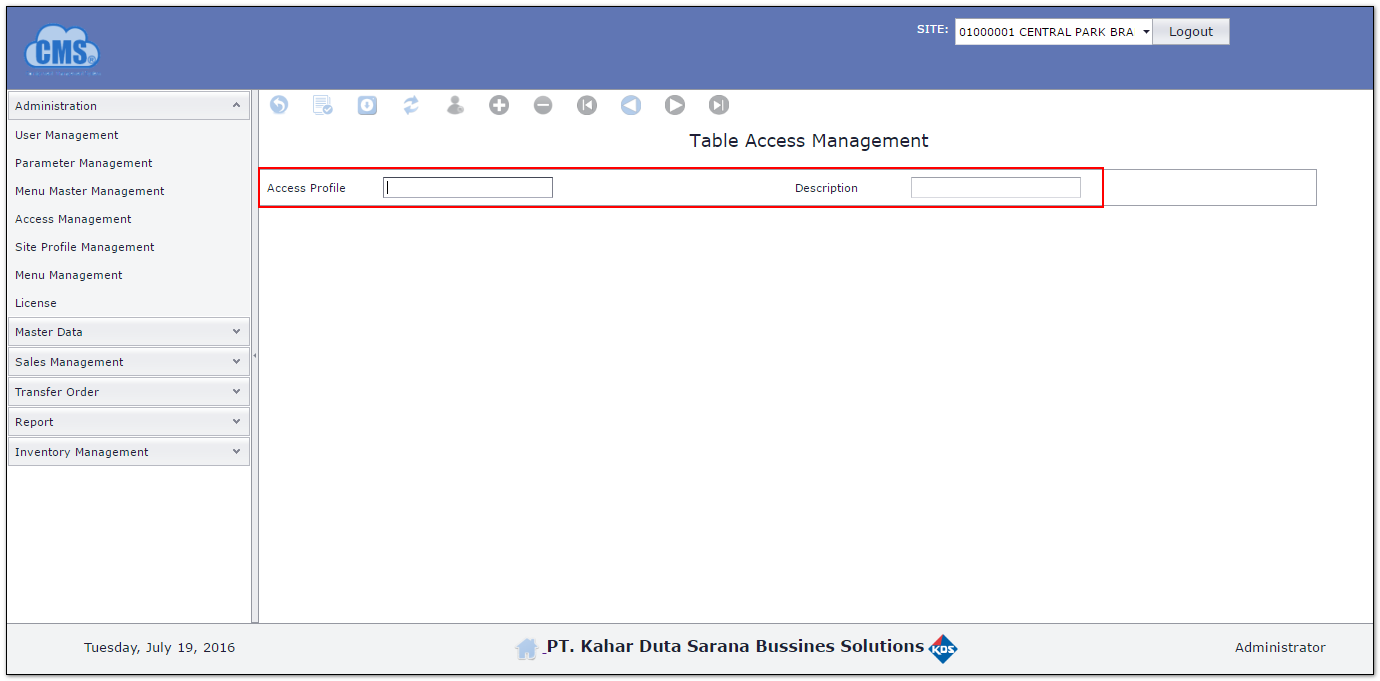 CMS
SITE: 01000001 CENTRAL PARK BRA Logout
Administration
User Management
Parameter Management
Menu Master Management
Access Management
Site Profile Management
Menu Management
License
Master Data
Sales Management
Transfer Order
Report
Inventory Management
Table Access Management
Access Profile Description
Tuesday, July 19, 2016
PT. Kahar Duta Sarana Bussines Solutions KDS
Administrator